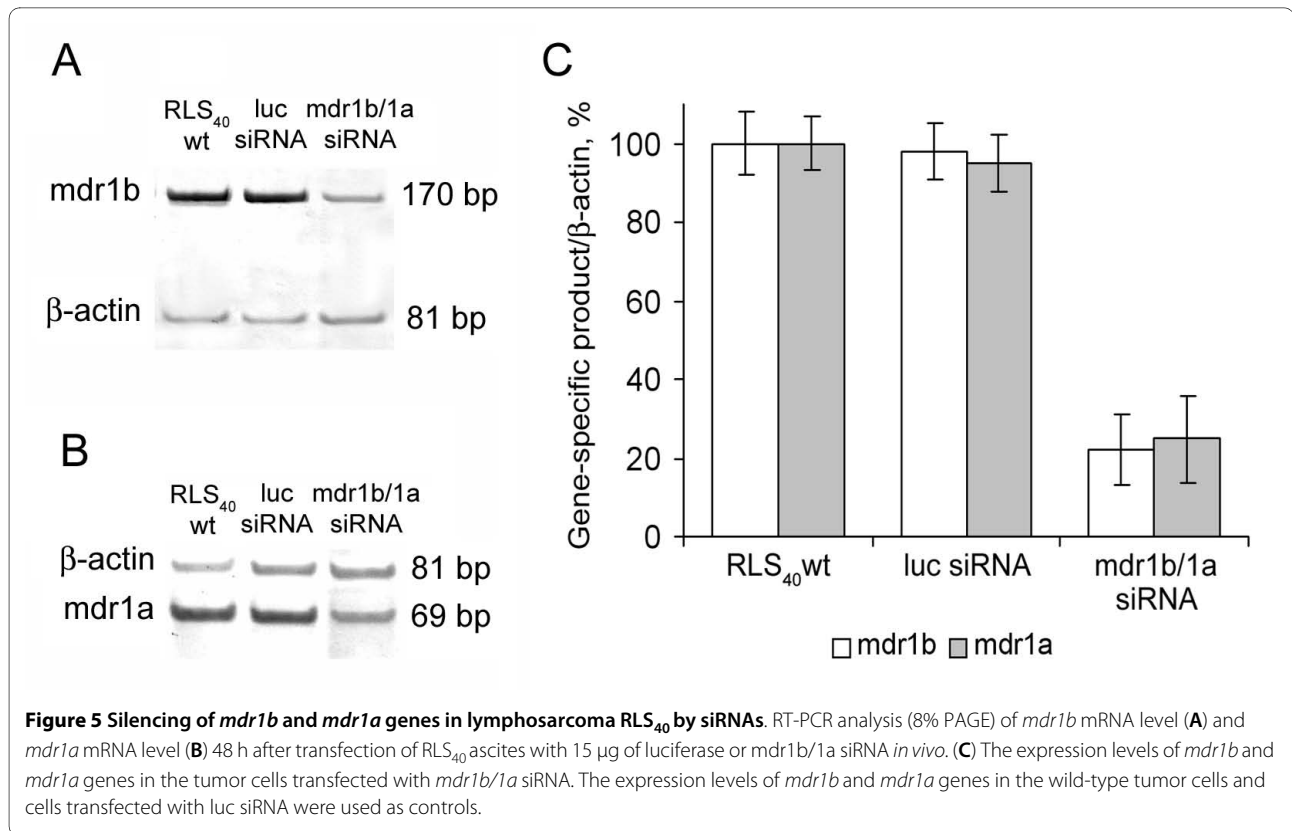 A
RLS₄₀ wt
luc siRNA
mdr1b/1a siRNA
mdr1b
170 bp
β-actin
81 bp
B
RLS₄₀ wt
luc siRNA
mdr1b/1a siRNA
β-actin
81 bp
mdr1a
69 bp
C
Gene-specific product/β-actin, %
100
80
60
40
20
0
RLS₄₀wt
luc siRNA
mdr1b/1a
siRNA
mdr1b
mdr1a
Figure 5 Silencing of mdr1b and mdr1a genes in lymphosarcoma RLS₄₀ by siRNAs. RT-PCR analysis (8% PAGE) of mdr1b mRNA level (A) and
mdr1a mRNA level (B) 48 h after transfection of RLS₄₀ ascites with 15 μg of luciferase or mdr1b/1a siRNA in vivo. (C) The expression levels of mdr1b and
mdr1a genes in the tumor cells transfected with mdr1b/1a siRNA. The expression levels of mdr1b and mdr1a genes in the wild-type tumor cells and
cells transfected with luc siRNA were used as controls.